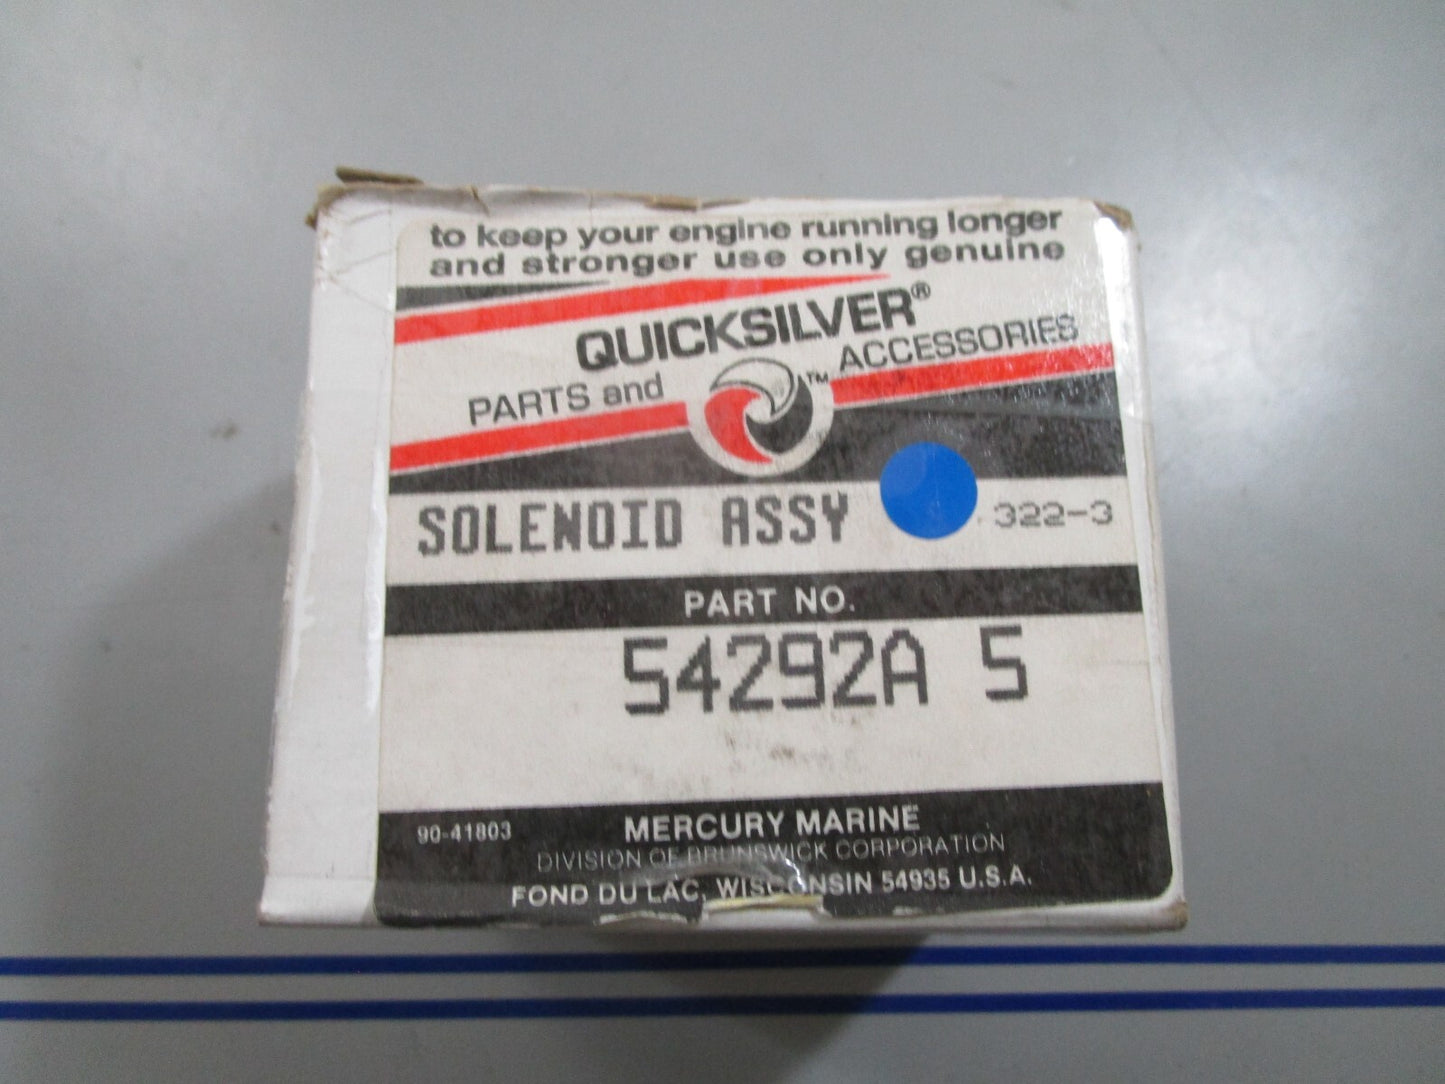 to keep your engine running longer
and stronger use only genuine
QUICKSILVER®
PARTS and ACCESSORIES
™
SOLENOID ASSY 322-3
PART NO.
54292A 5
90-41803 MERCURY MARINE
DIVISION OF BRUNSWICK CORPORATION
FOND DU LAC, WISCONSIN 54935 U.S.A.